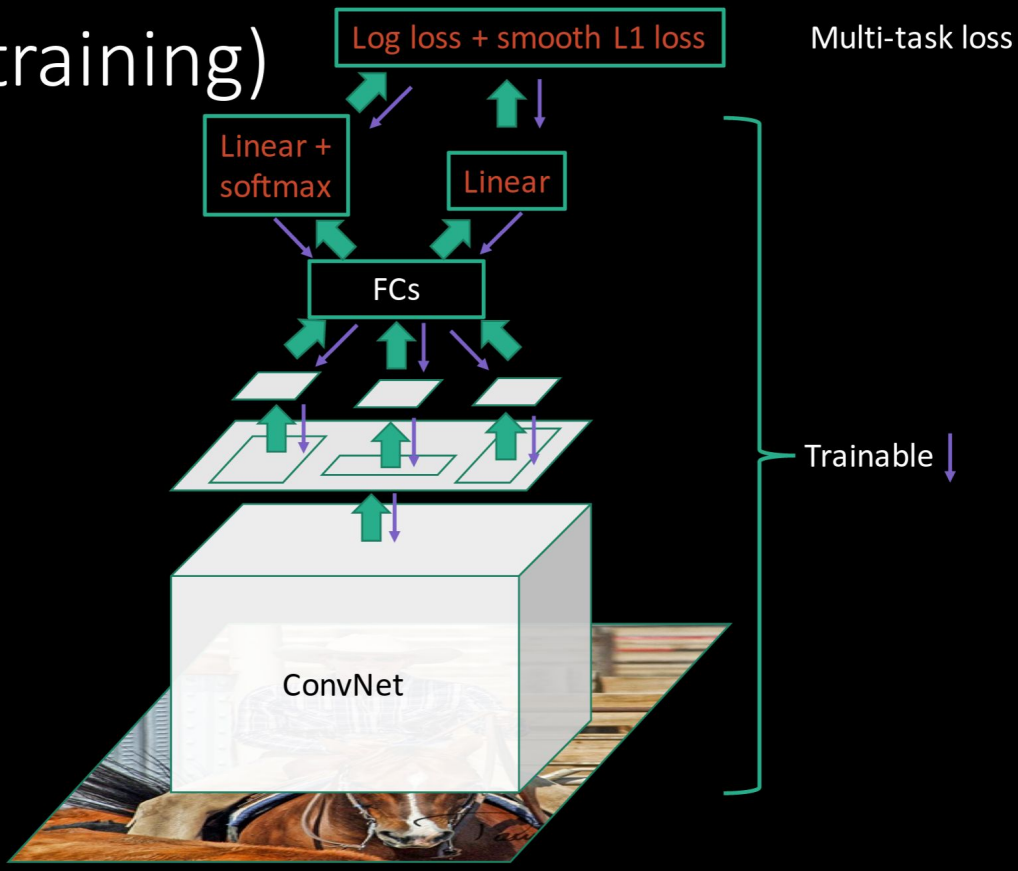 training)
Log loss + smooth L1 loss
Multi-task loss
Linear +
softmax
Linear
FCs
Trainable
ConvNet